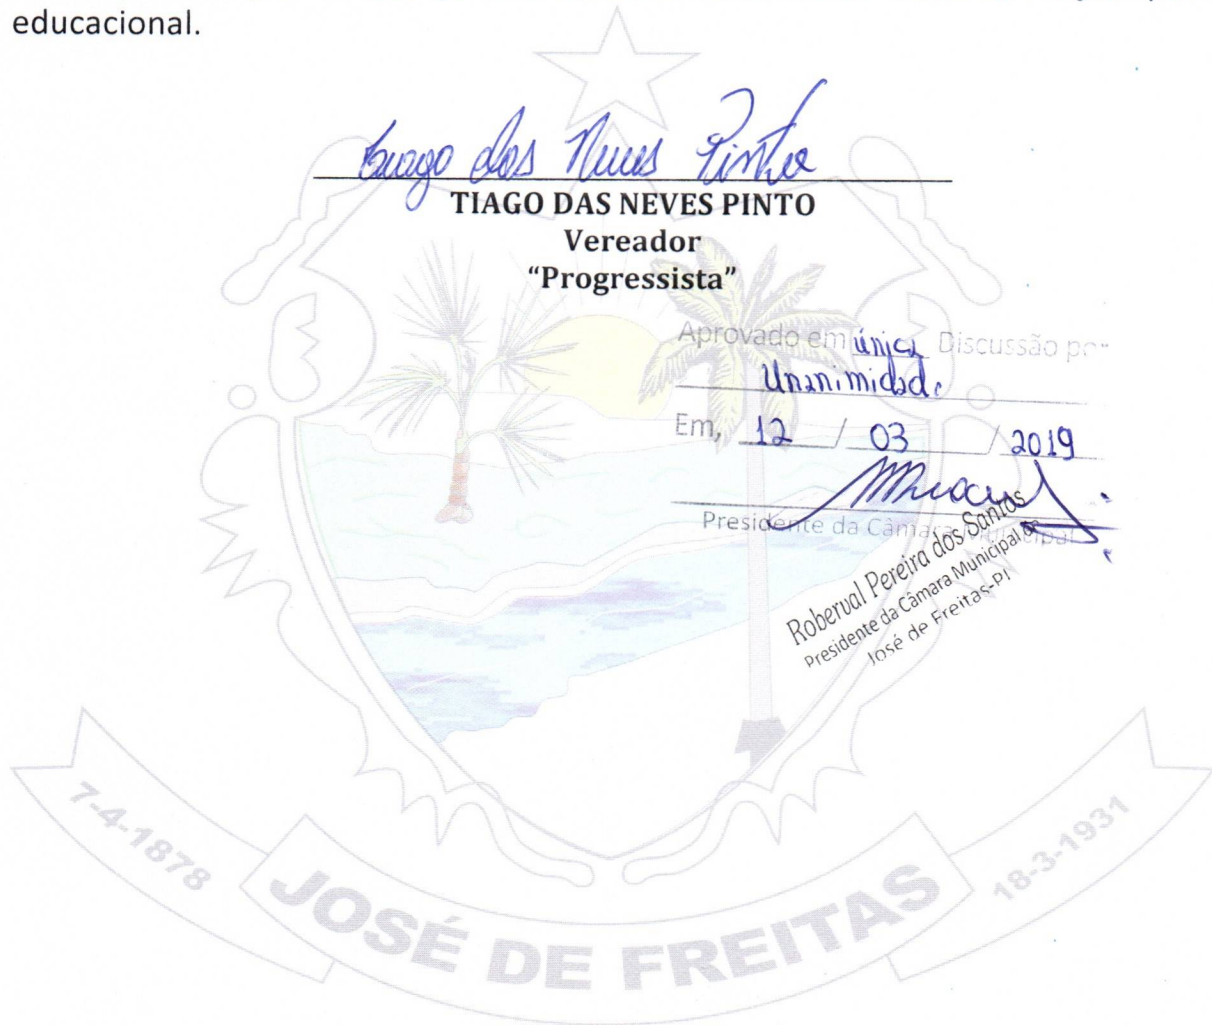 educacional.
Tiago das Neves Pinto
TIAGO DAS NEVES PINTO
Vereador
“Progressista”
Aprovado em única Discussão por
Unanimidade
Em, 12 / 03 / 2019
Presidente da Câmara Municipal
Roberval Pereira dos Santos
Presidente da Câmara Municipal de
José de Freitas-PI
7-4-1878
JOSÉ DE FREITAS
18-3-1931